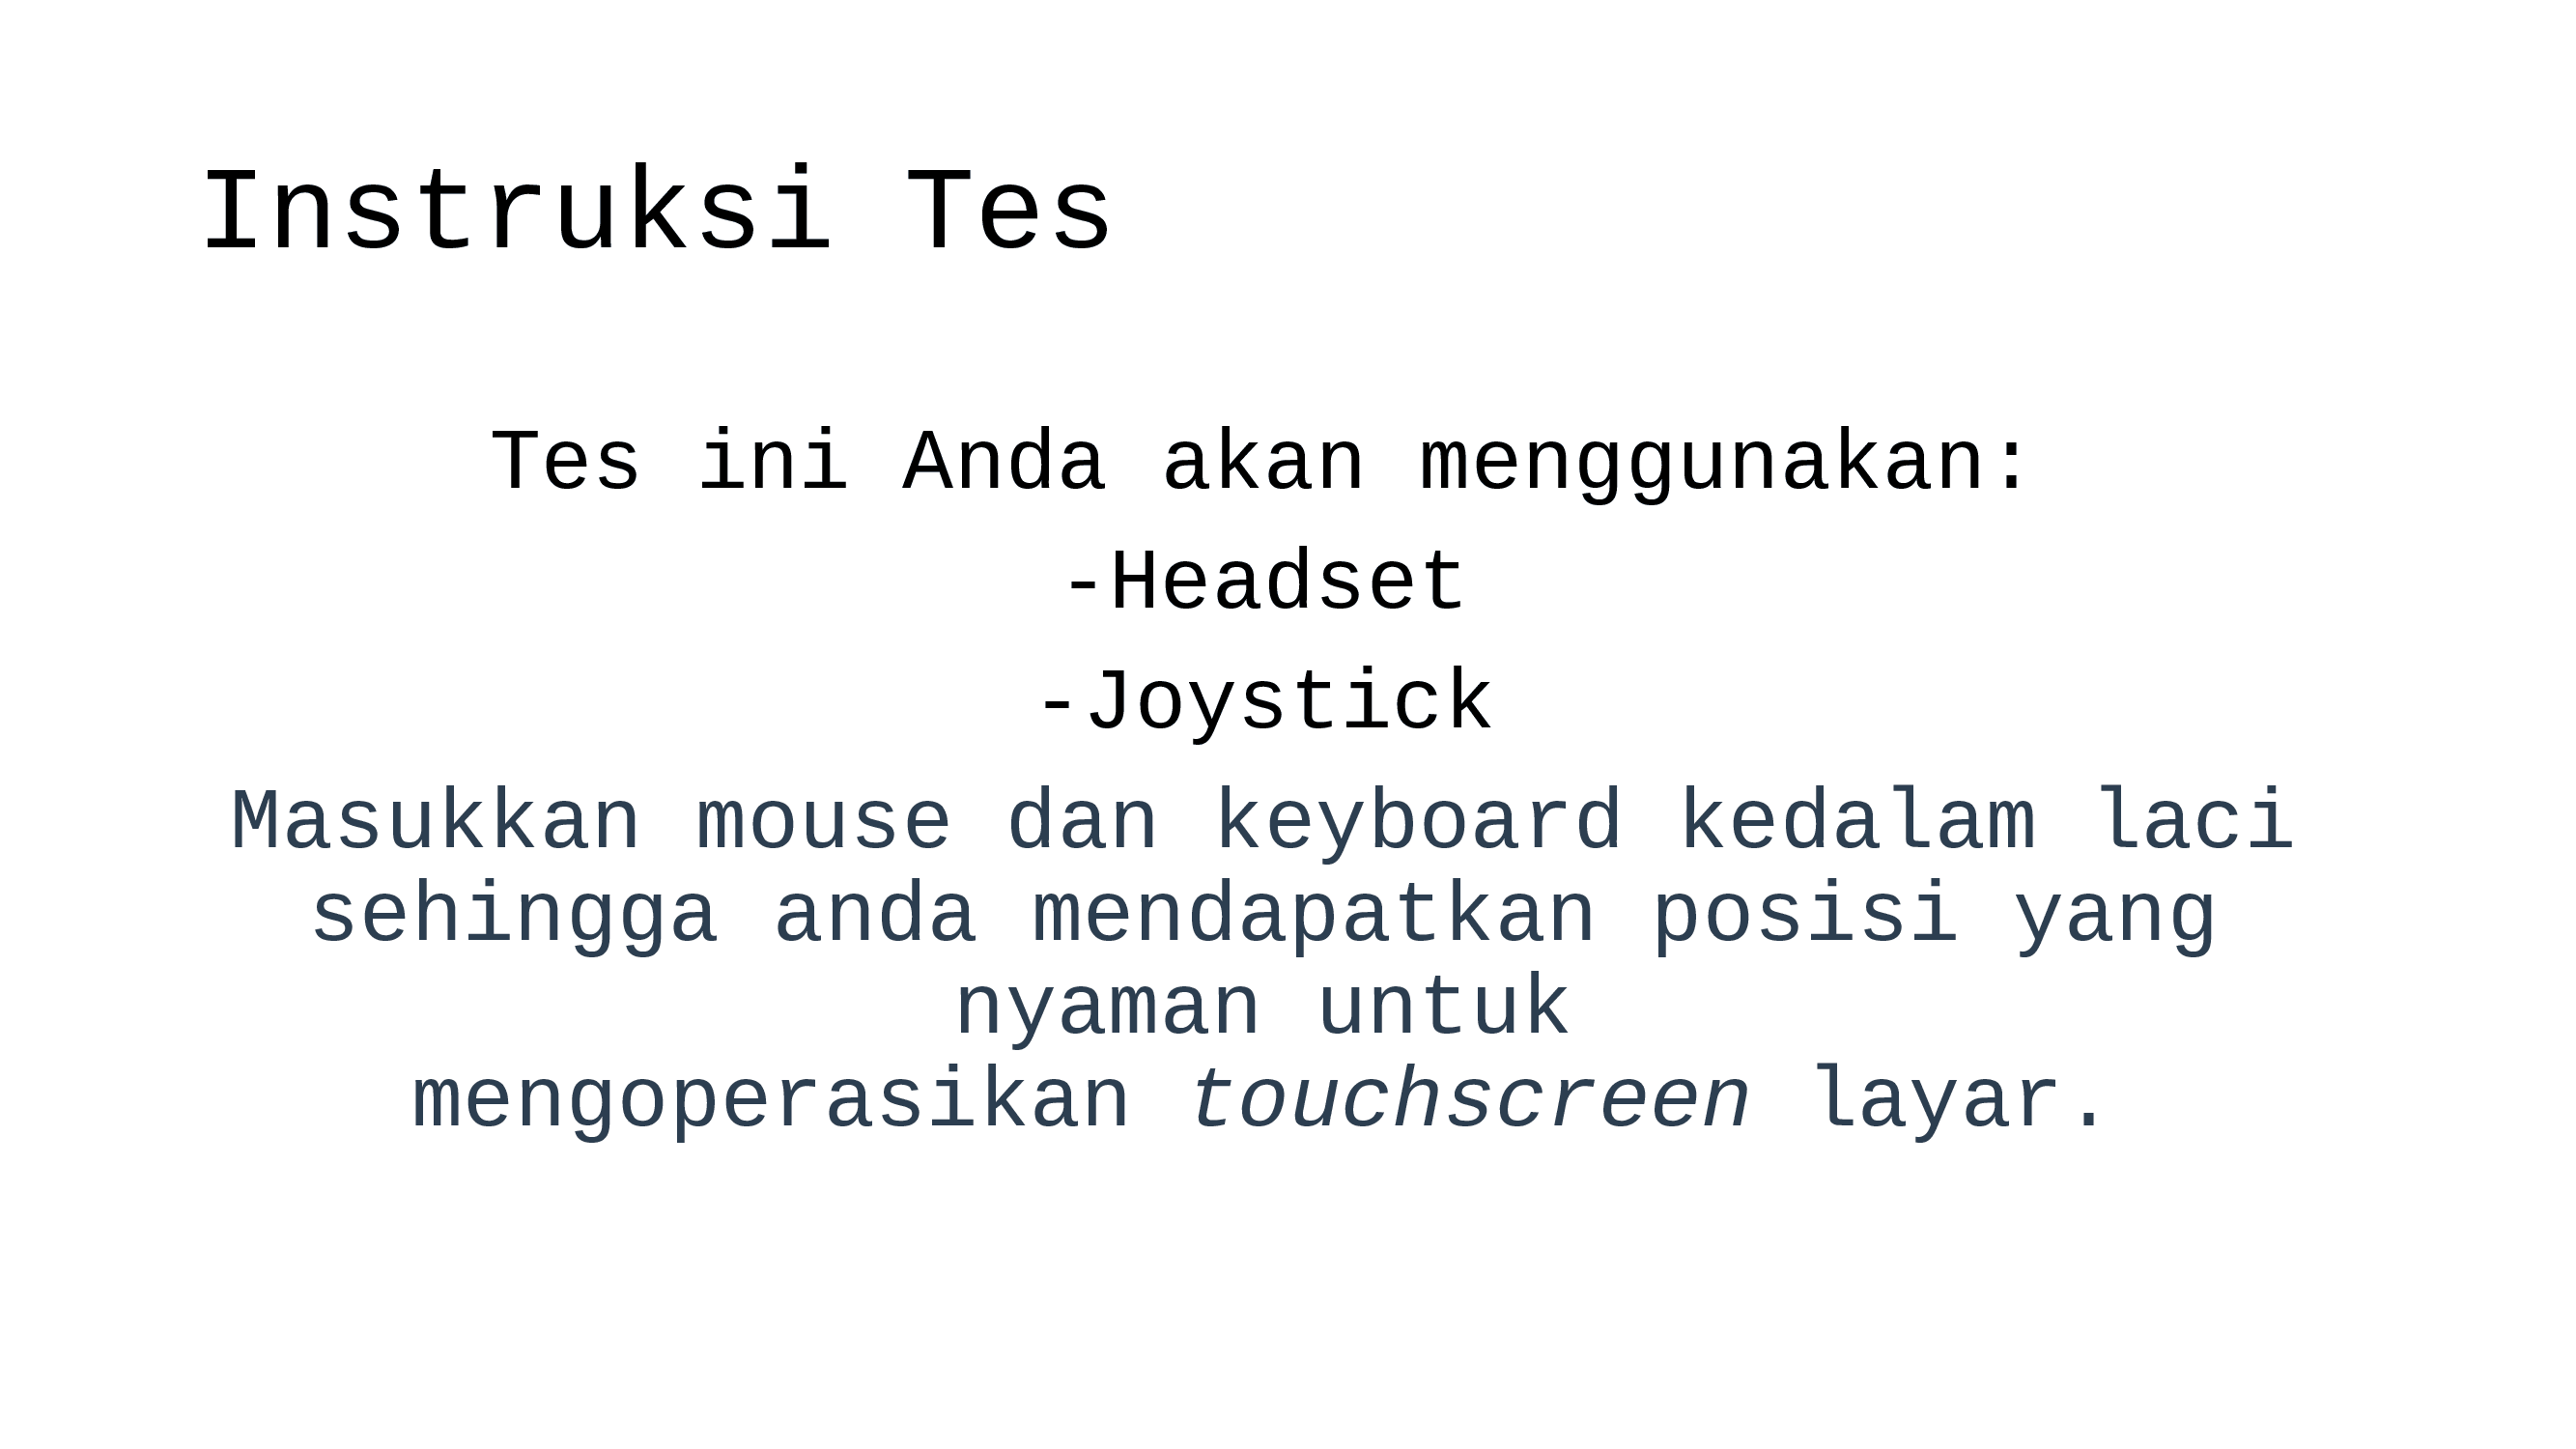 Instruksi Tes
Tes ini Anda akan menggunakan:
-Headset
-Joystick
Masukkan mouse dan keyboard kedalam laci
sehingga anda mendapatkan posisi yang
nyaman untuk
mengoperasikan touchscreen layar.